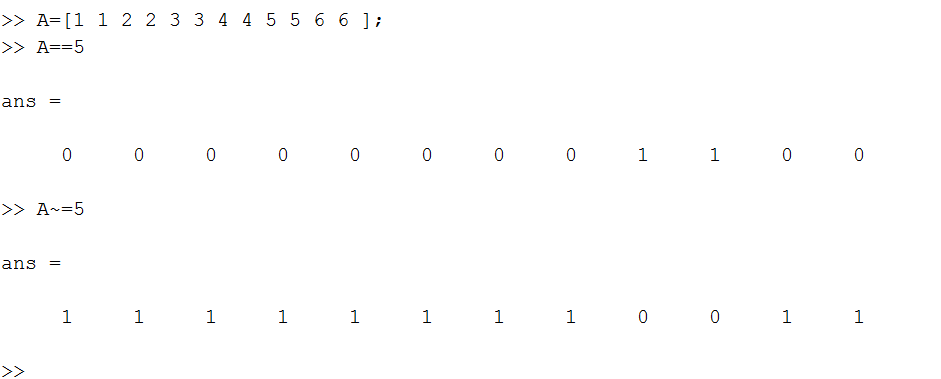 >> A=[1 1 2 2 3 3 4 4 5 5 6 6 ];
>> A==5
ans =
0 0 0 0 0 0 0 0 1 1 0 0
>> A~=5
ans =
1 1 1 1 1 1 1 1 0 0 1 1
>>